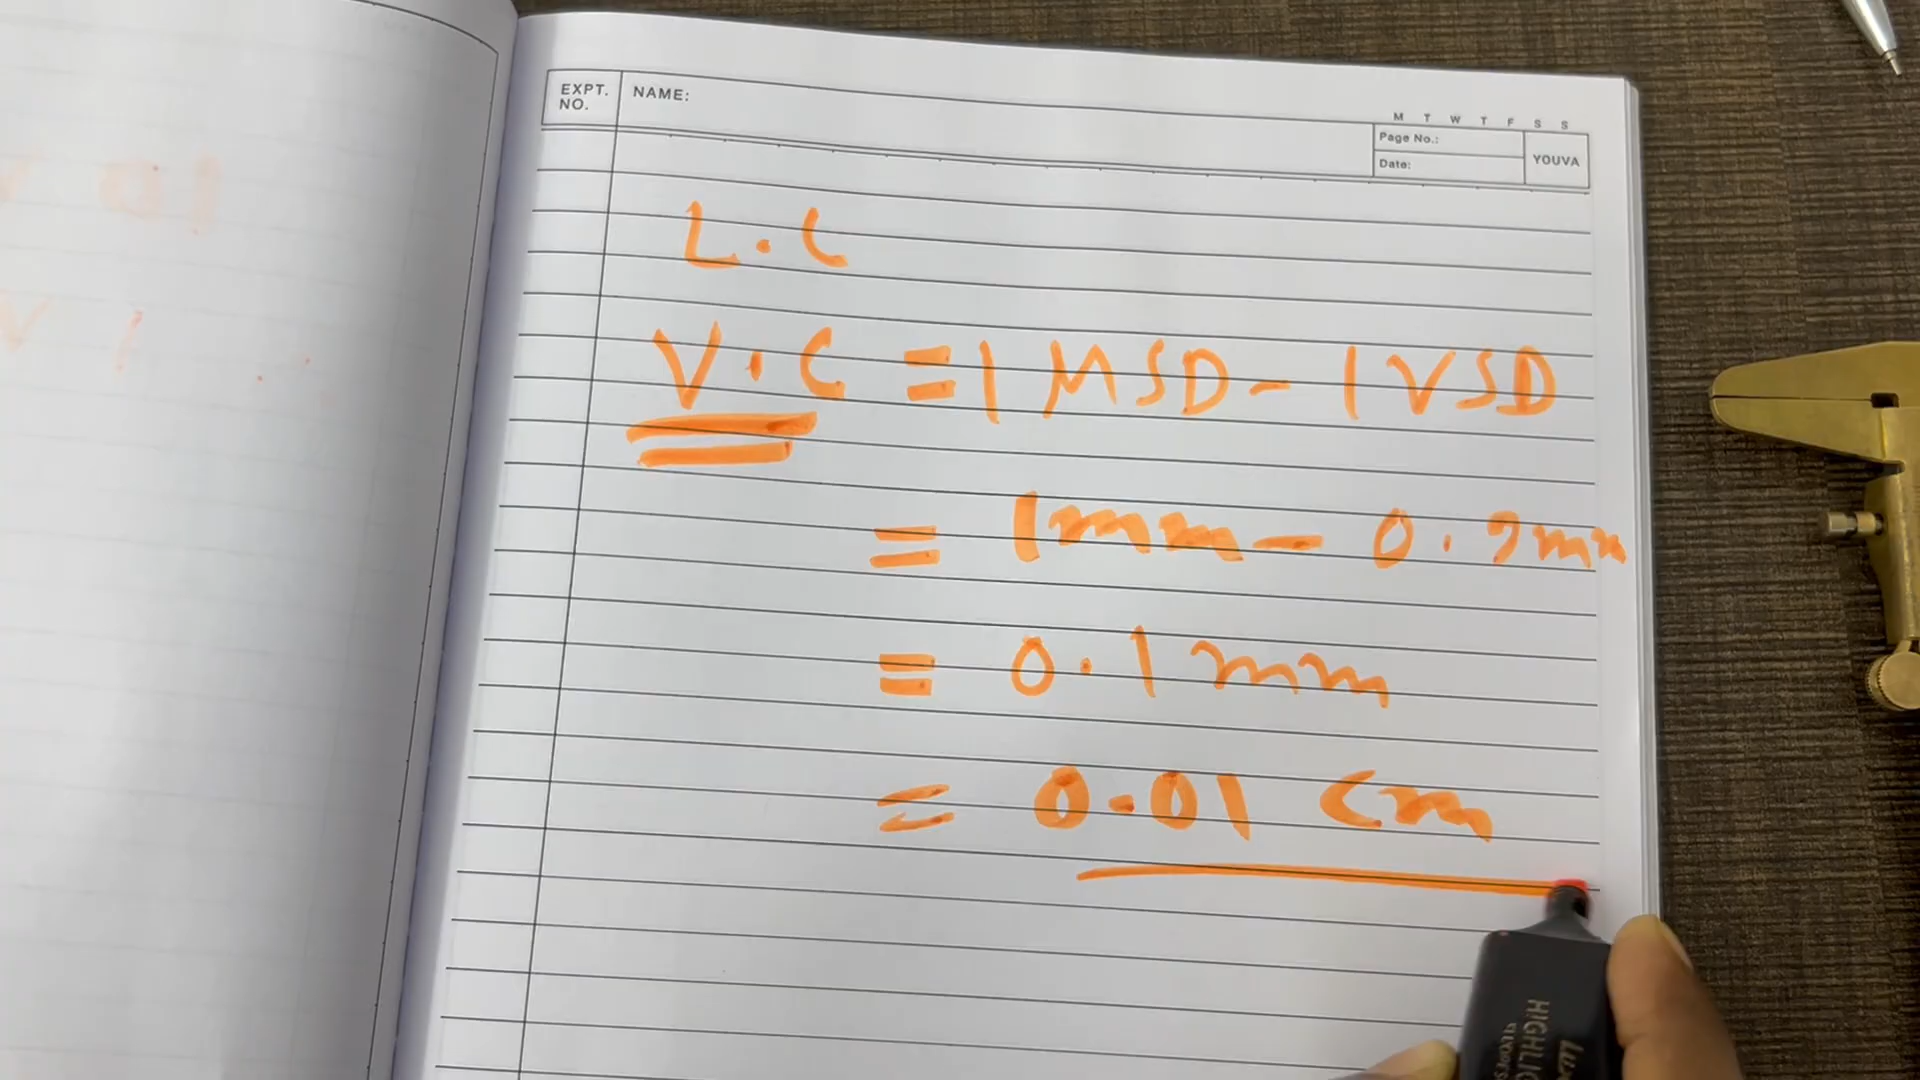 EXPT. NO.
NAME:
M T W T F S S
Page No.:
Date:
YOUVA
L.C
V.C = 1 MSD - 1 VSD
= 1mm - 0.9mm
= 0.1mm
= 0.01 cm